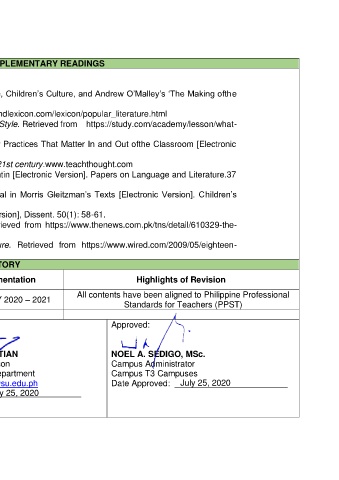 PLEMENTARY READINGS
, Children's Culture, and Andrew O'Malley's 'The Making ofthe
ndlexicon.com/lexicon/popular_literature.html
Style. Retrieved from https://study.com/academy/lesson/what-
Practices That Matter In and Out ofthe Classroom [Electronic
21st century.www.teachthought.com
tin [Electronic Version]. Papers on Language and Literature.37
al in Morris Gleitzman's Texts [Electronic Version]. Children's
rsion], Dissent. 50(1): 58-61.
ieved from https://www.thenews.com.pk/tns/detail/610329-the-
ure. Retrieved from https://www.wired.com/2009/05/eighteen-
TORY
mentation Highlights of Revision
Y 2020 – 2021 All contents have been aligned to Philippine Professional
Standards for Teachers (PPST)
Approved:
TIAN NOEL A. SEDIGO, MSc.
on Campus Administrator
epartment Campus T3 Campuses
@su.edu.ph Date Approved: July 25, 2020
y 25, 2020